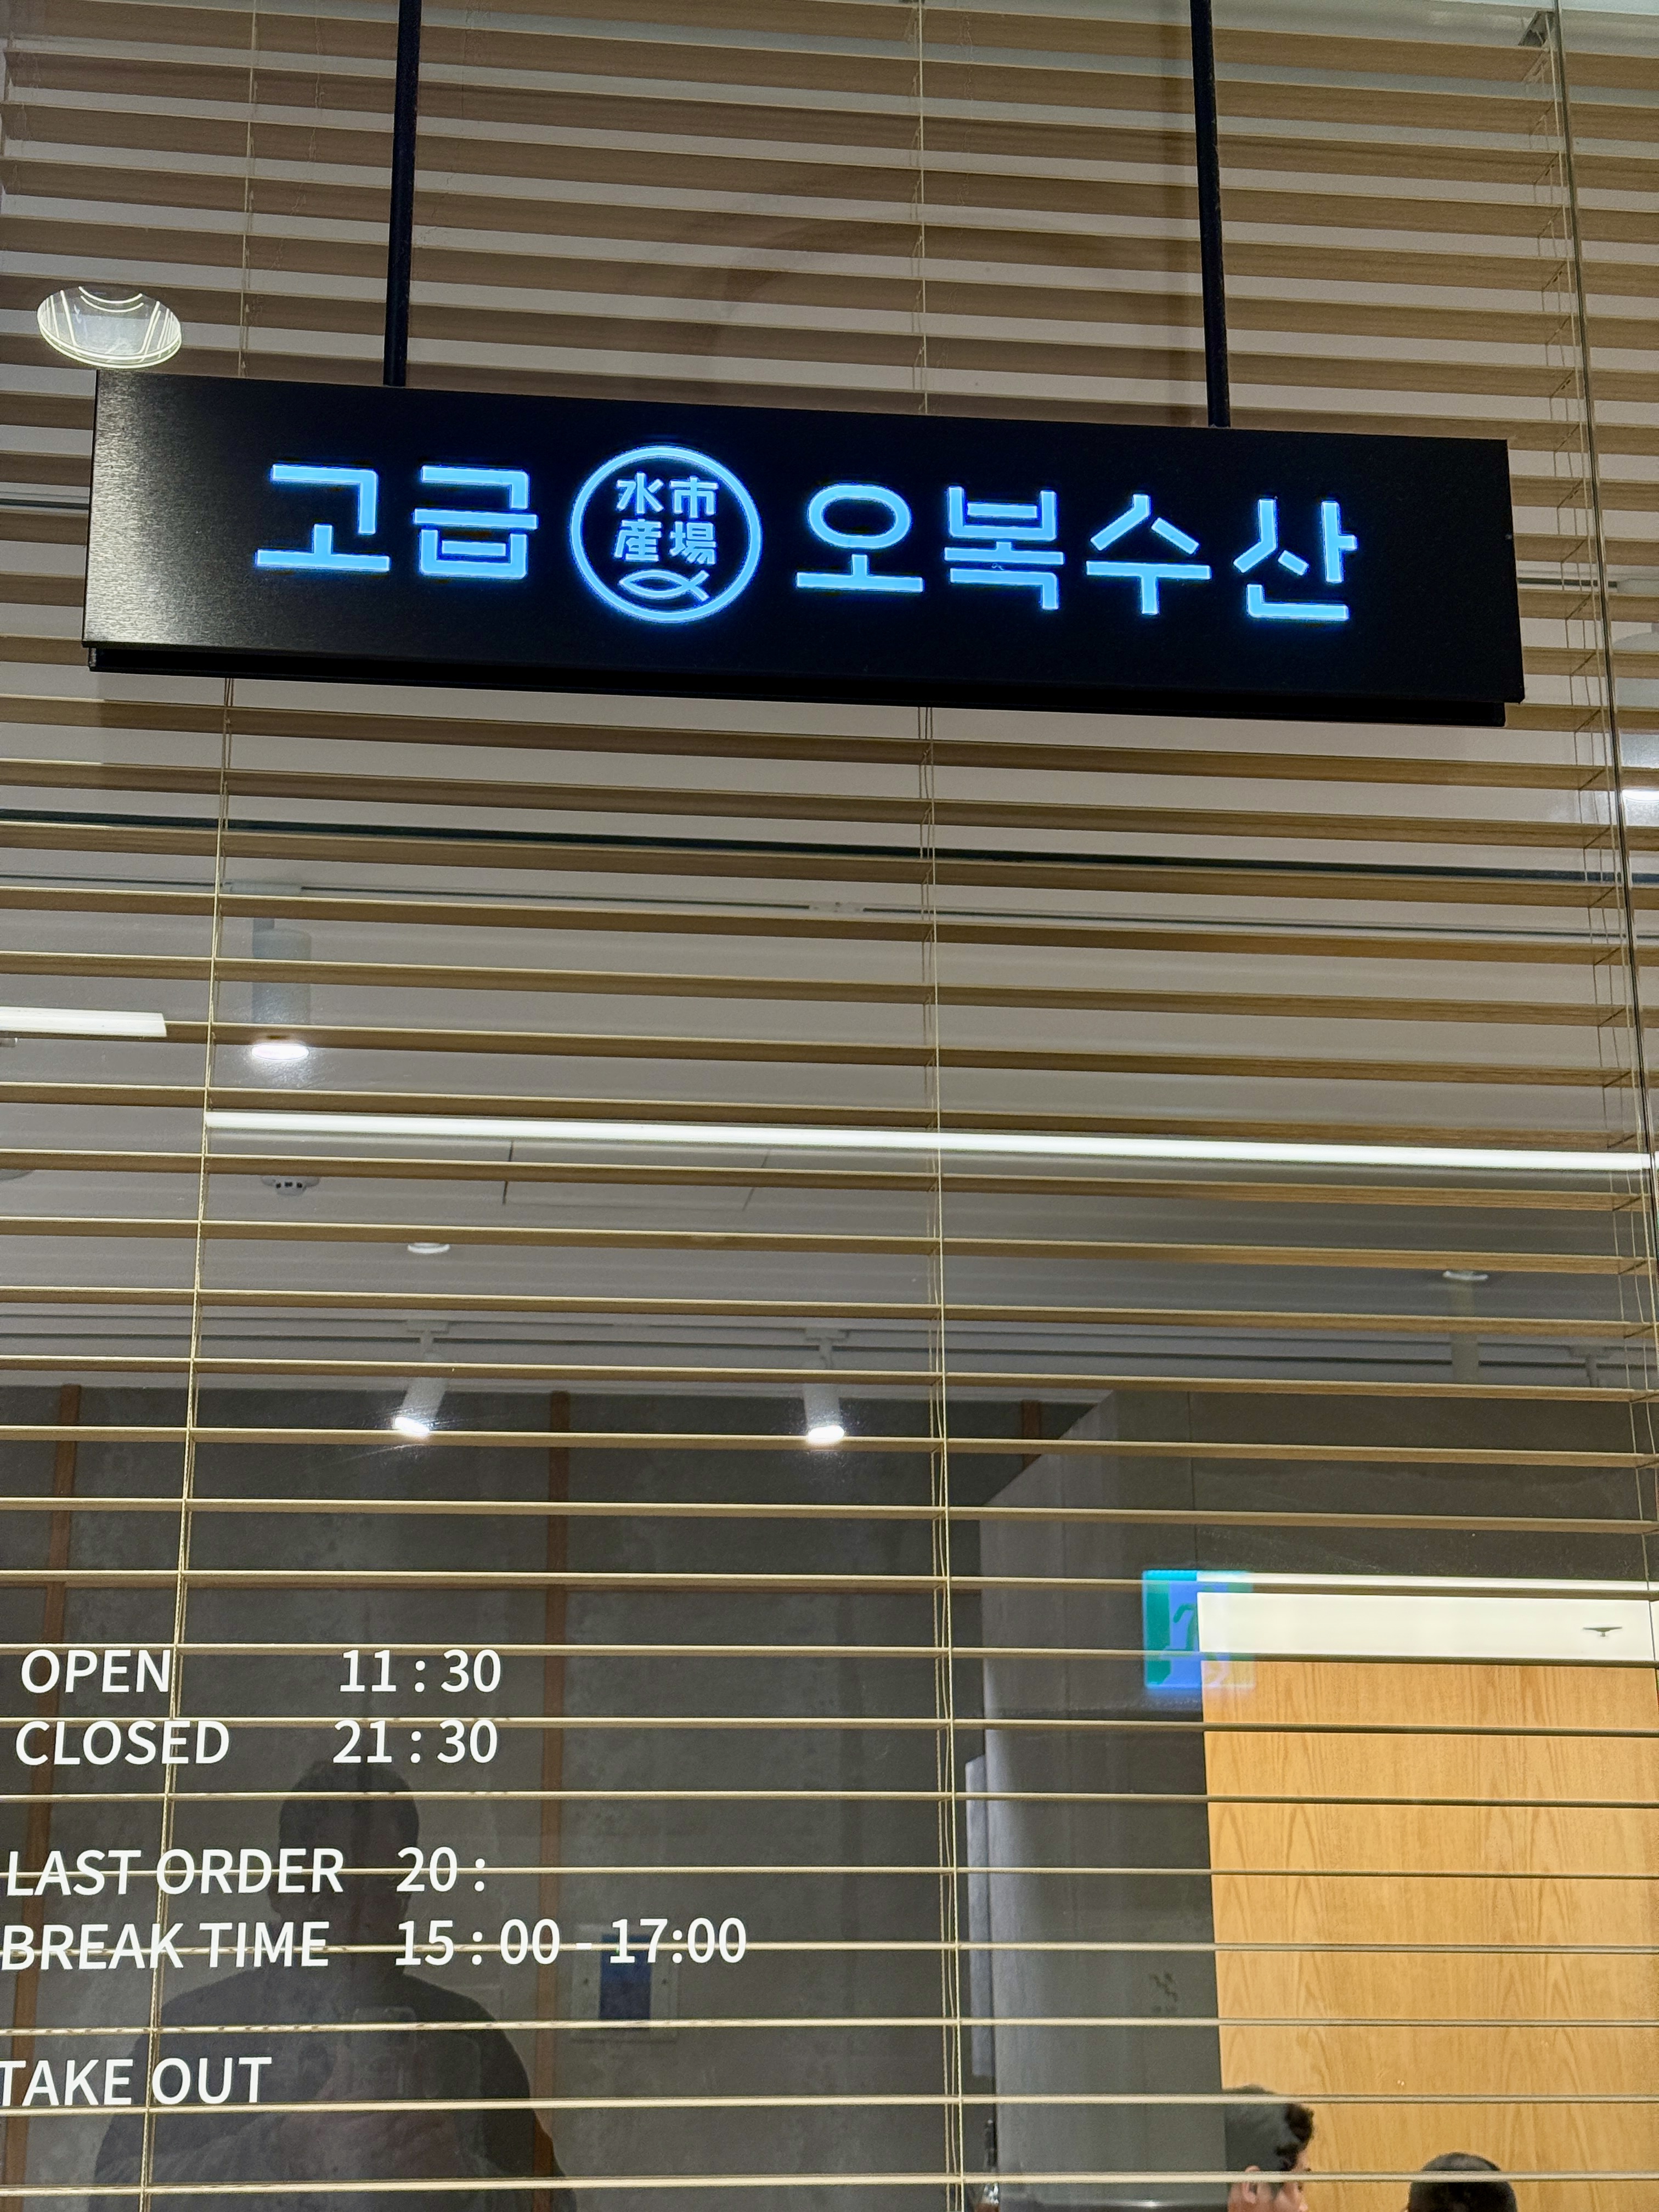 고급 水市産場 오복수산
OPEN 11 : 30
CLOSED 21 : 30
LAST ORDER 20 :
BREAK TIME 15 : 00 - 17:00
TAKE OUT